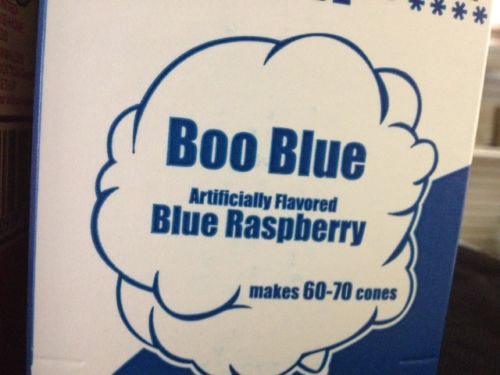 Boo Blue
Artificially Flavored
Blue Raspberry
makes 60-70 cones